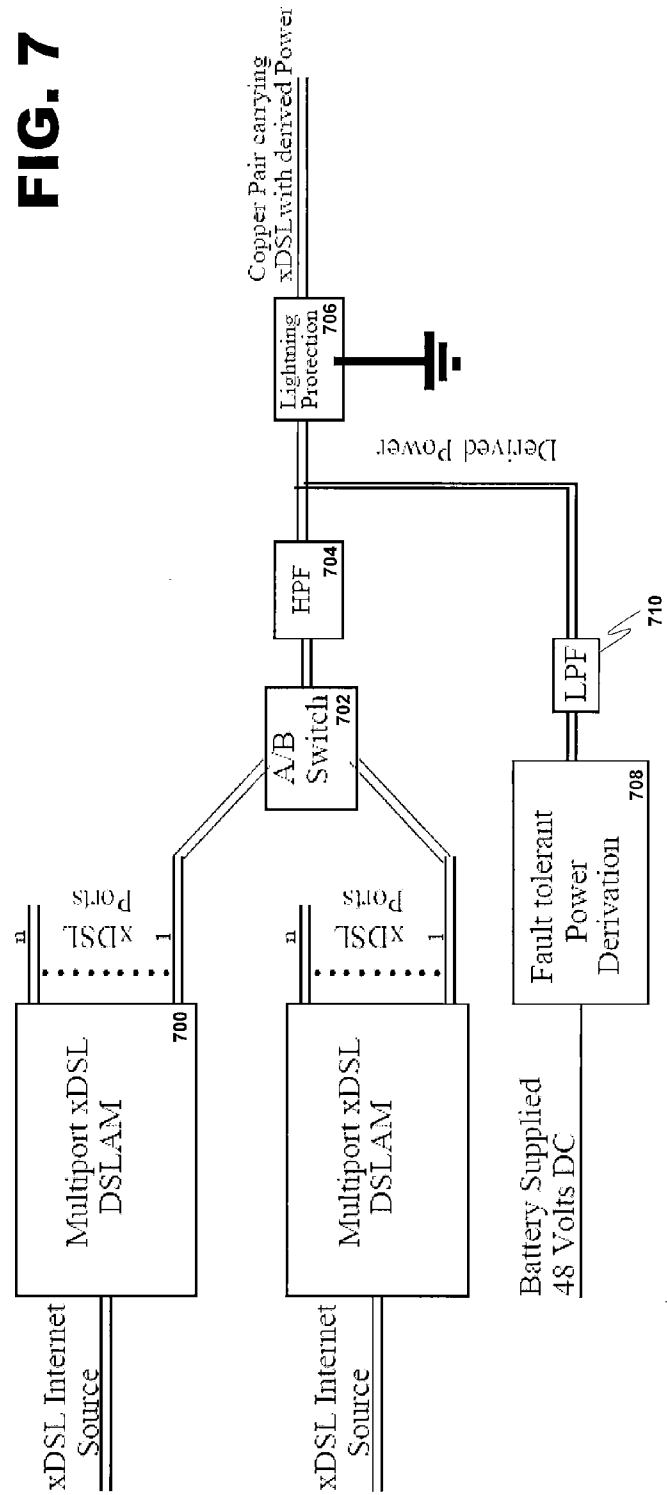 FIG. 7
xDSL Internet
Source
Multiport xDSL
DSLAM
700
n
xDSL
Ports
1
xDSL Internet
Source
Multiport xDSL
DSLAM
n
xDSL
Ports
1
A/B
Switch
702
HPF
704
Lightning
Protection
706
Copper Pair carrying
xDSLwith derived Power
Derived Power
Battery Supplied
48 Volts DC
Fault tolerant
Power
Derivation
708
LPF
710